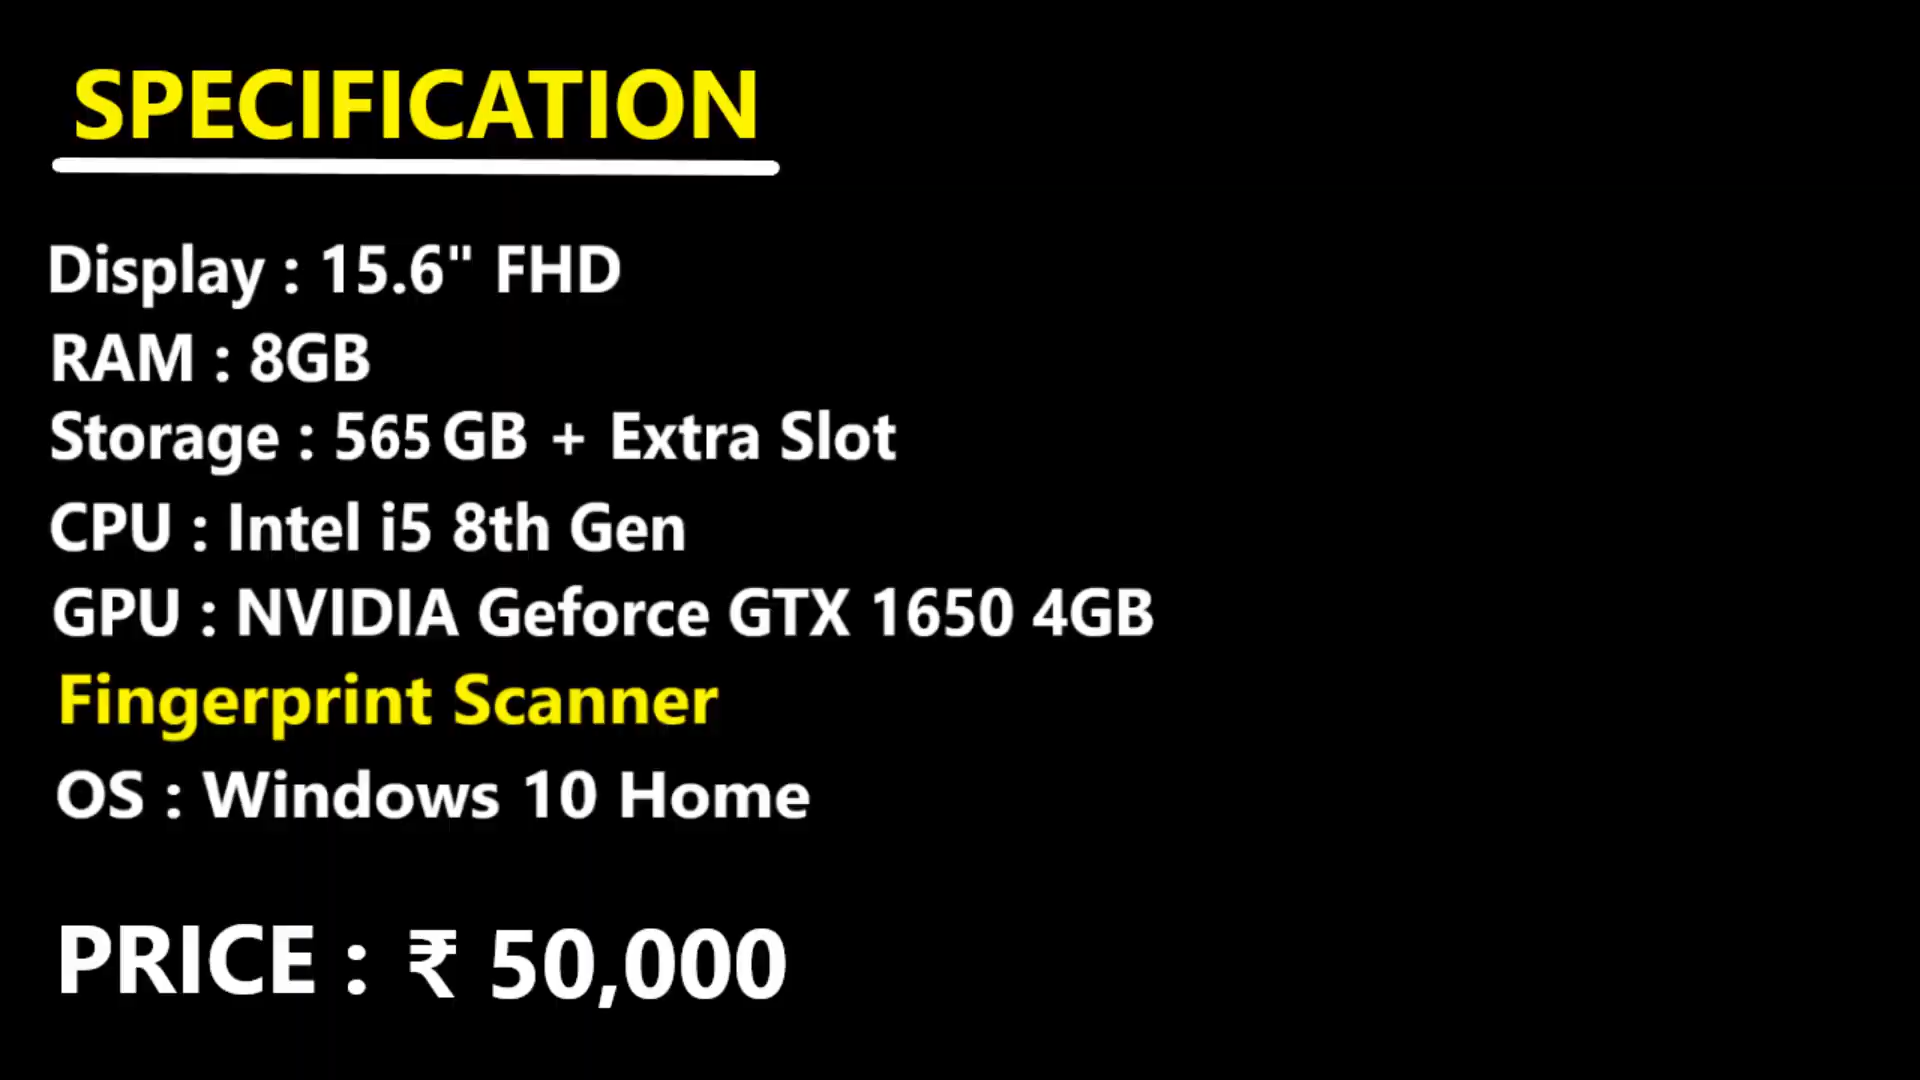 SPECIFICATION
Display : 15.6" FHD
RAM : 8GB
Storage : 565 GB + Extra Slot
CPU : Intel i5 8th Gen
GPU : NVIDIA Geforce GTX 1650 4GB
Fingerprint Scanner
OS : Windows 10 Home
PRICE : ₹ 50,000